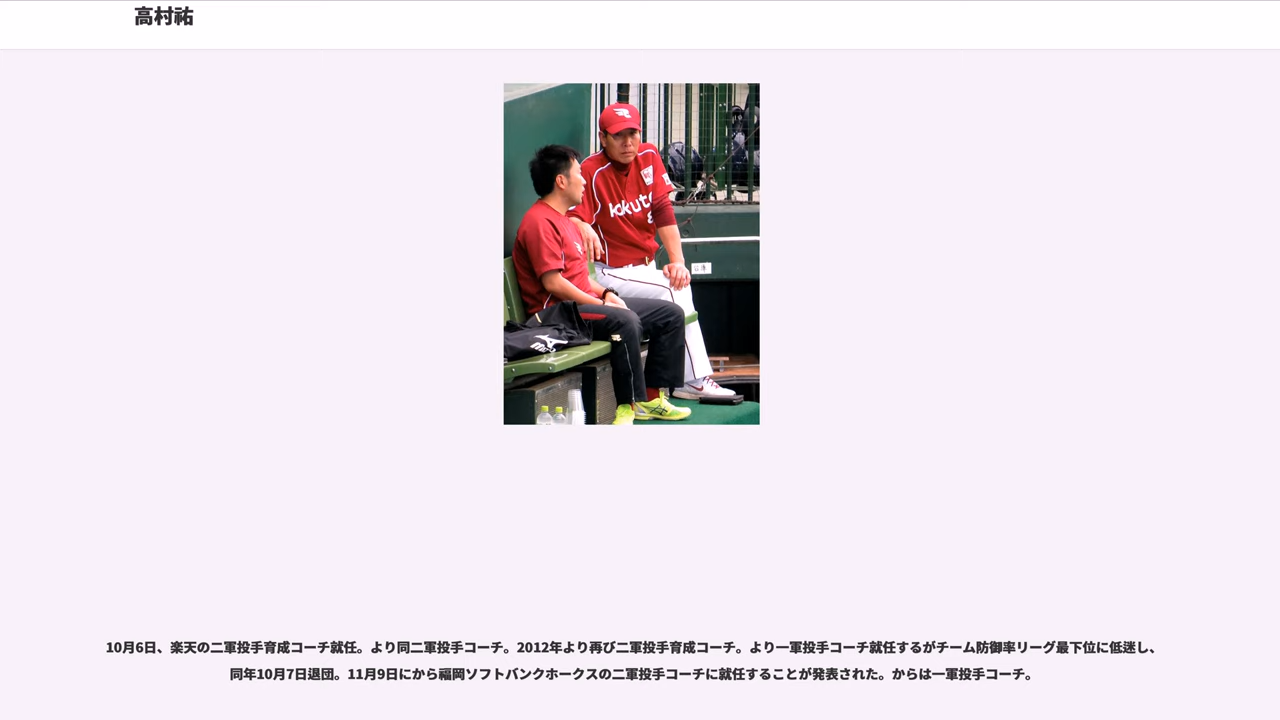 高村祐
10月6日、楽天の二軍投手育成コーチ就任。より同二軍投手コーチ。2012年より再び二軍投手育成コーチ。より一軍投手コーチ就任するがチーム防御率リーグ最下位に低迷し、
同年10月7日退団。11月9日にから福岡ソフトバンクホークスの二軍投手コーチに就任することが発表された。からは一軍投手コーチ。